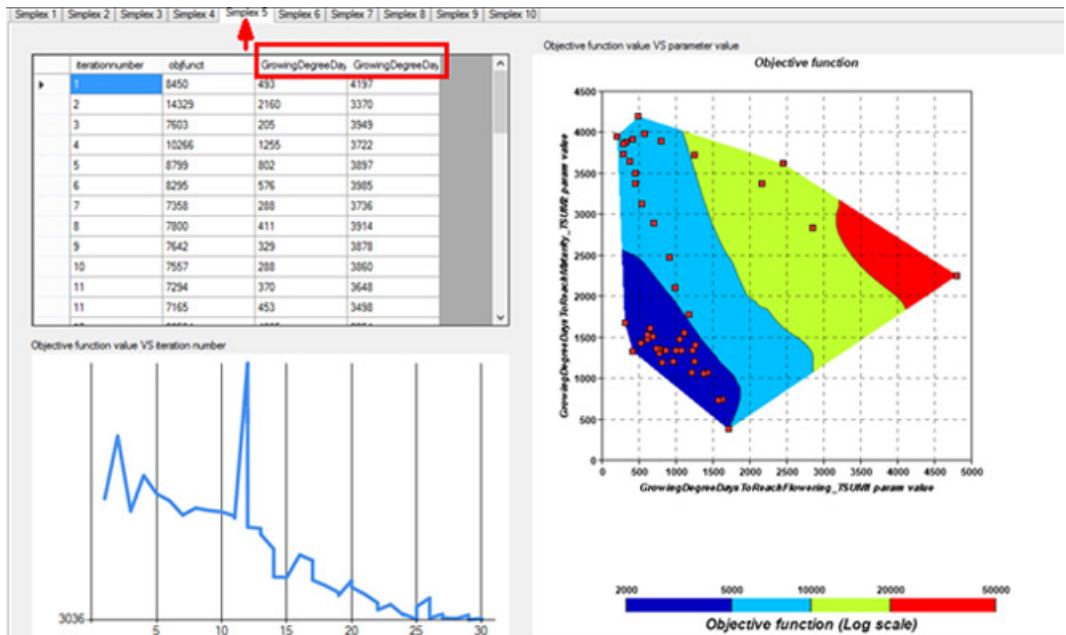 Simplex 1 Simplex 2 Simplex 3 Simplex 4 Simplex 5 Simplex 6 Simplex 7 Simplex 8 Simplex 9 Simplex 10
iterationnumber objfunct GrowingDegreeDay GrowingDegreeDay
1 8450 493 4197
2 14329 2160 3370
3 7603 205 3949
4 10266 1255 3722
5 8799 802 3897
6 8295 576 3985
7 7358 288 3736
8 7800 411 3914
9 7642 329 3878
10 7557 288 3860
11 7294 370 3648
11 7165 453 3498
Objective function value VS iteration number
3036
5 10 15 20 25 30
Objective function value VS parameter value
Objective function
GrowingDegreeDaysToReachMaturity_TSUM2 param value
4500
4000
3500
3000
2500
2000
1500
1000
500
0
0 500 1000 1500 2000 2500 3000 3500 4000 4500 5000
GrowingDegreeDaysToReachFlowering_TSUM1 param value
2000 5000 10000 20000 50000
Objective function (Log scale)